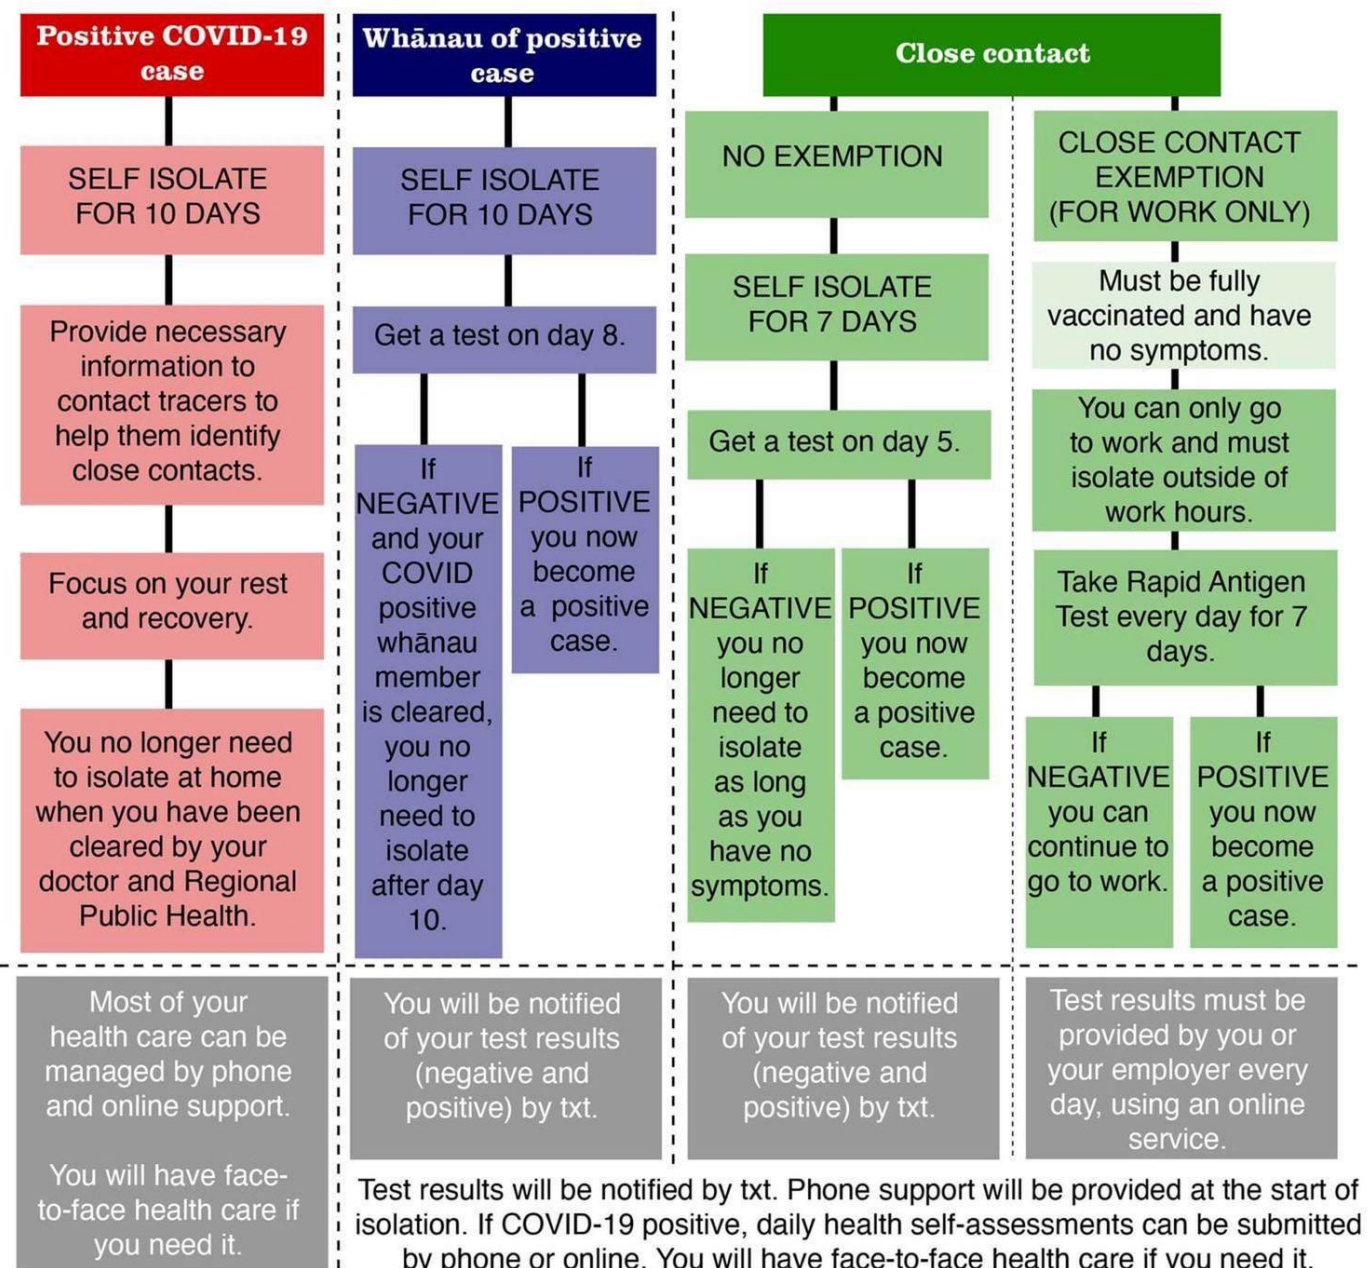 Positive COVID-19
case
SELF ISOLATE
FOR 10 DAYS
Provide necessary
information to
contact tracers to
help them identify
close contacts.
Focus on your rest
and recovery.
You no longer need
to isolate at home
when you have been
cleared by your
doctor and Regional
Public Health.
Most of your
health care can be
managed by phone
and online support.
You will have face-
to-face health care if
you need it.
Whānau of positive
case
SELF ISOLATE
FOR 10 DAYS
Get a test on day 8.
If
NEGATIVE
and your
COVID
positive
whānau
member
is cleared,
you no
longer
need to
isolate
after day
10.
If
POSITIVE
you now
become
a positive
case.
You will be notified
of your test results
(negative and
positive) by txt.
Close contact
NO EXEMPTION
SELF ISOLATE
FOR 7 DAYS
Get a test on day 5.
If
NEGATIVE
you no
longer
need to
isolate
as long
as you
have no
symptoms.
If
POSITIVE
you now
become
a positive
case.
You will be notified
of your test results
(negative and
positive) by txt.
CLOSE CONTACT
EXEMPTION
(FOR WORK ONLY)
Must be fully
vaccinated and have
no symptoms.
You can only go
to work and must
isolate outside of
work hours.
Take Rapid Antigen
Test every day for 7
days.
If
NEGATIVE
you can
continue to
go to work.
If
POSITIVE
you now
become
a positive
case.
Test results must be
provided by you or
your employer every
day, using an online
service.
Test results will be notified by txt. Phone support will be provided at the start of
isolation. If COVID-19 positive, daily health self-assessments can be submitted
by phone or online. You will have face-to-face health care if you need it.